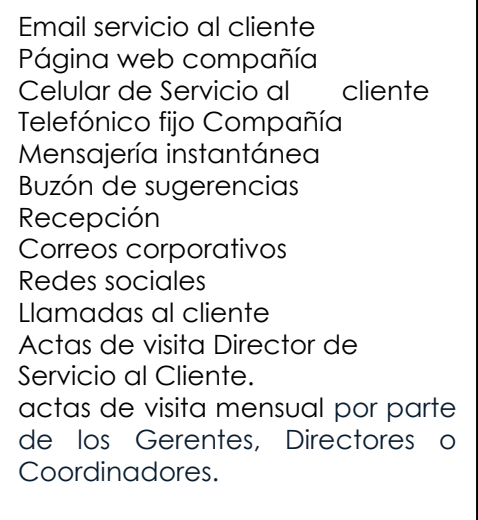 Email servicio al cliente
Página web compañía
Celular de Servicio al cliente
Telefónico fijo Compañía
Mensajería instantánea
Buzón de sugerencias
Recepción
Correos corporativos
Redes sociales
Llamadas al cliente
Actas de visita Director de
Servicio al Cliente.
actas de visita mensual por parte
de los Gerentes, Directores o
Coordinadores.